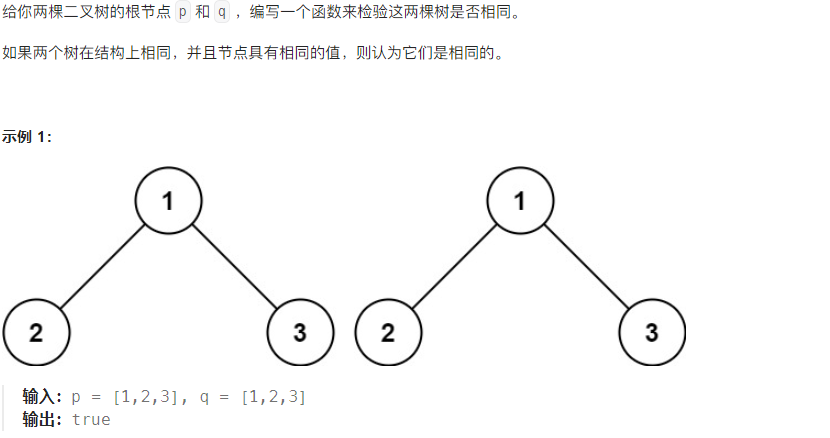 给你两棵二叉树的根节点 p 和 q ，编写一个函数来检验这两棵树是否相同。
如果两个树在结构上相同，并且节点具有相同的值，则认为它们是相同的。
示例 1：
1 1
2 3 2 3
输入：p = [1,2,3], q = [1,2,3]
输出：true